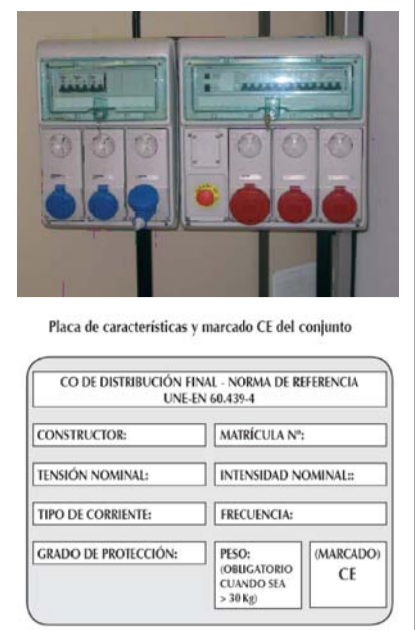 Placa de características y marcado CE del conjunto
CO DE DISTRIBUCIÓN FINAL - NORMA DE REFERENCIA
UNE-EN 60.439-4
CONSTRUCTOR:
MATRÍCULA Nº:
TENSIÓN NOMINAL:
INTENSIDAD NOMINAL::
TIPO DE CORRIENTE:
FRECUENCIA:
GRADO DE PROTECCIÓN:
PESO:
(OBLIGATORIO
CUANDO SEA
> 30 Kg)
(MARCADO)
CE